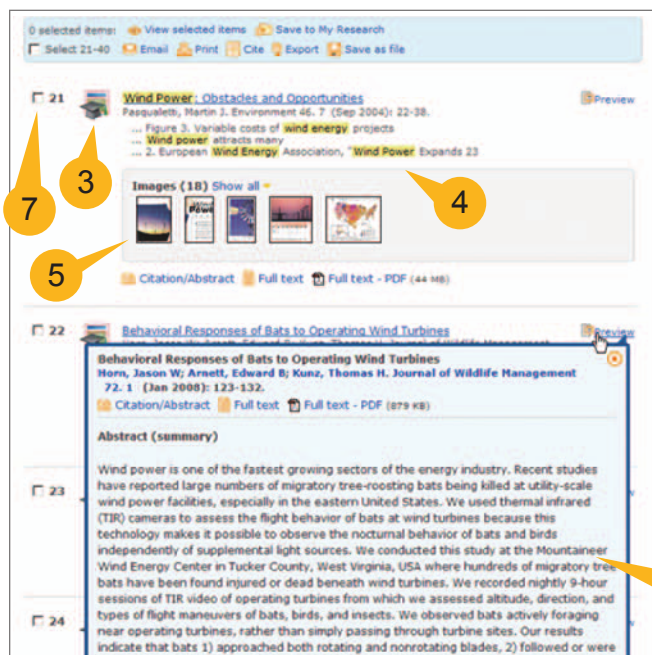 0 selected items: View selected items Save to My Research
Select 21-40 Email Print Cite Export Save as file
21 Wind Power: Obstacles and Opportunities Preview
Pasqualetti, Martin J. Environment 46. 7 (Sep 2004): 22-38.
... Figure 3. Variable costs of wind energy projects
... Wind power attracts many
... 2. European Wind Energy Association, "Wind Power Expands 23
3
7
4
Images (18) Show all
5
Citation/Abstract Full text Full text - PDF (44 MB)
22 Behavioral Responses of Bats to Operating Wind Turbines Preview
Behavioral Responses of Bats to Operating Wind Turbines
Horn, Jason W; Arnett, Edward B; Kunz, Thomas H. Journal of Wildlife Management
72. 1 (Jan 2008): 123-132.
Citation/Abstract Full text Full text - PDF (879 KB)
Abstract (summary)
Wind power is one of the fastest growing sectors of the energy industry. Recent studies
23 have reported large numbers of migratory tree-roosting bats being killed at utility-scale
wind power facilities, especially in the eastern United States. We used thermal infrared
(TIR) cameras to assess the flight behavior of bats at wind turbines because this
technology makes it possible to observe the nocturnal behavior of bats and birds
independently of supplemental light sources. We conducted this study at the Mountaineer
Wind Energy Center in Tucker County, West Virginia, USA where hundreds of migratory tree
bats have been found injured or dead beneath wind turbines. We recorded nightly 9-hour
sessions of TIR video of operating turbines from which we assessed altitude, direction, and
24 types of flight maneuvers of bats, birds, and insects. We observed bats actively foraging
near operating turbines, rather than simply passing through turbine sites. Our results
indicate that bats 1) approached both rotating and nonrotating blades, 2) followed or were